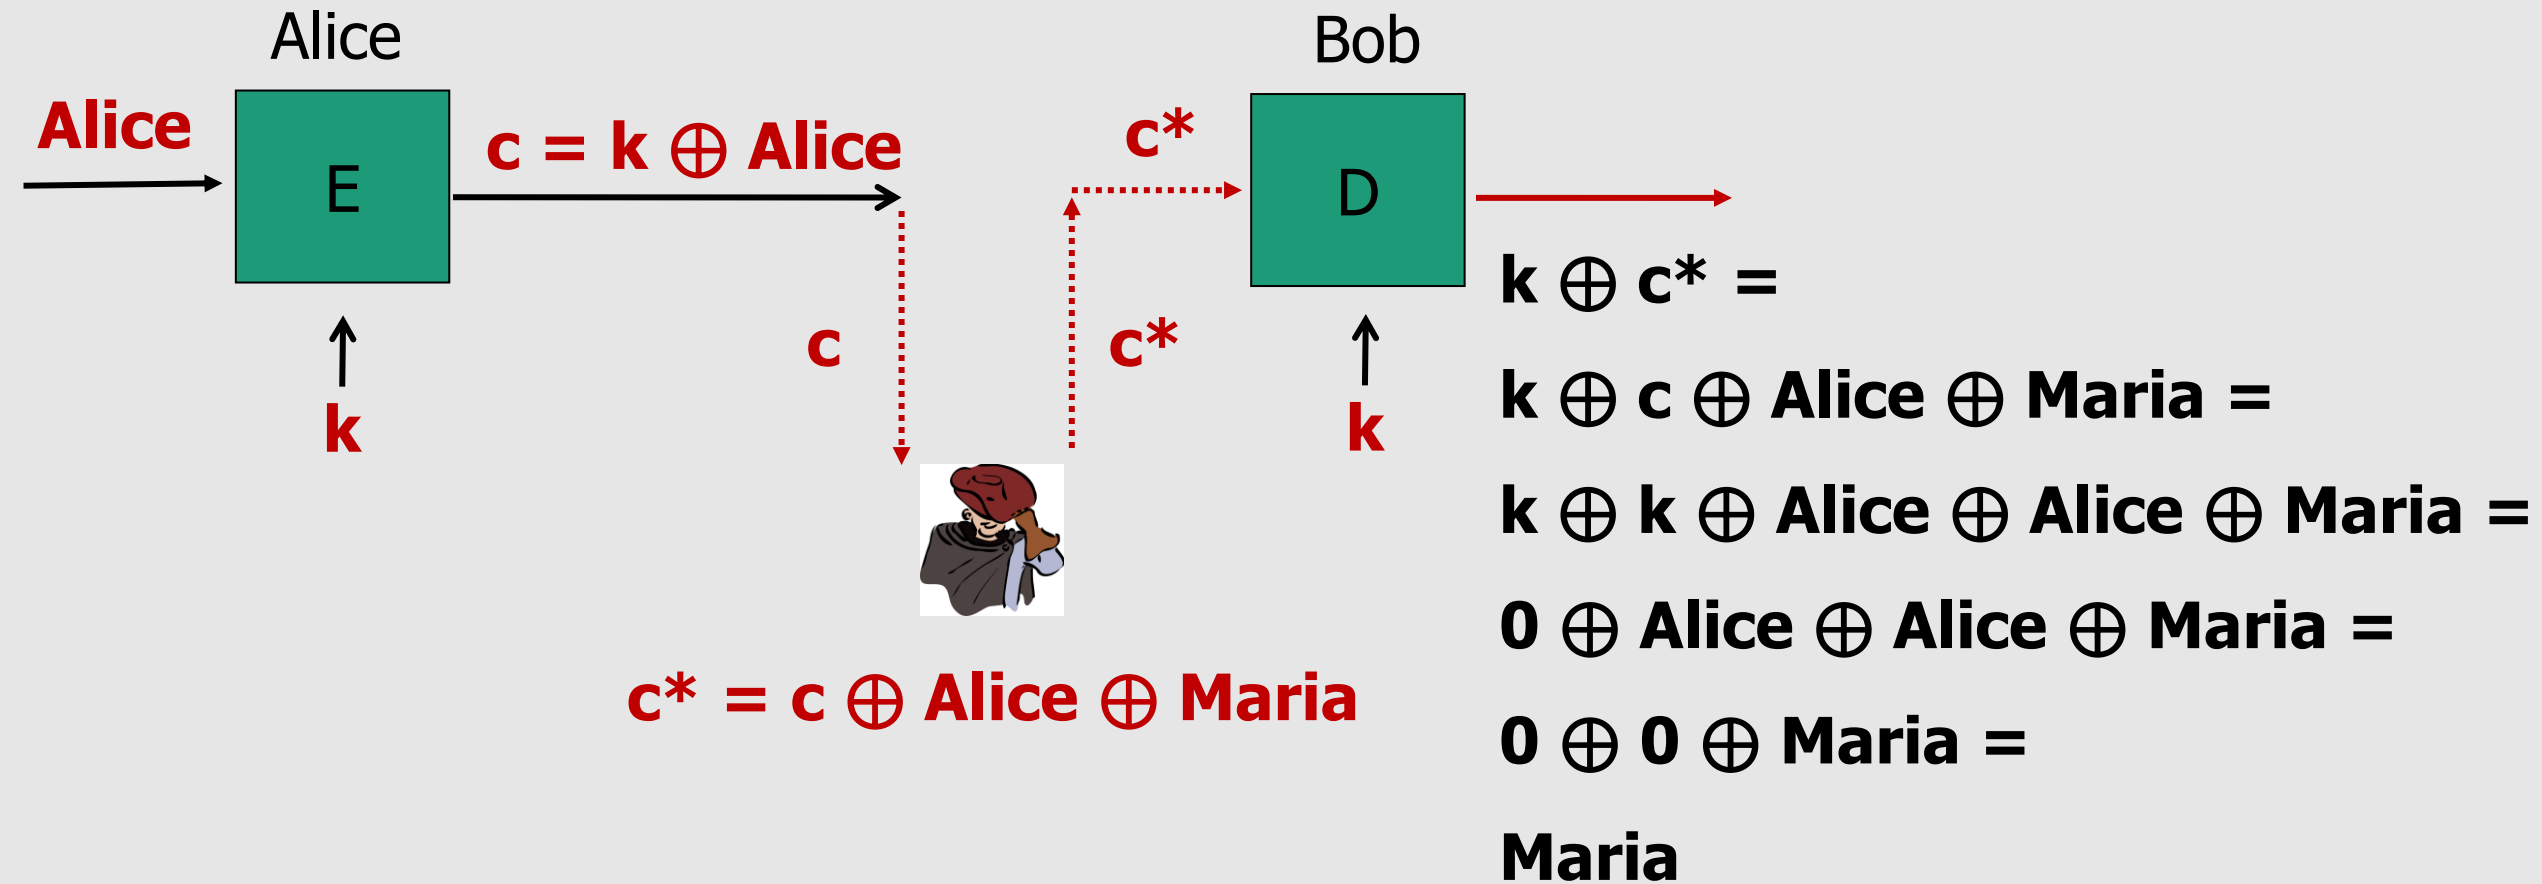 Alice
Bob
Alice
E
c = k ⊕ Alice
c*
D
k
c
c*
k
c* = c ⊕ Alice ⊕ Maria
k ⊕ c* =
k ⊕ c ⊕ Alice ⊕ Maria =
k ⊕ k ⊕ Alice ⊕ Alice ⊕ Maria =
0 ⊕ Alice ⊕ Alice ⊕ Maria =
0 ⊕ 0 ⊕ Maria =
Maria